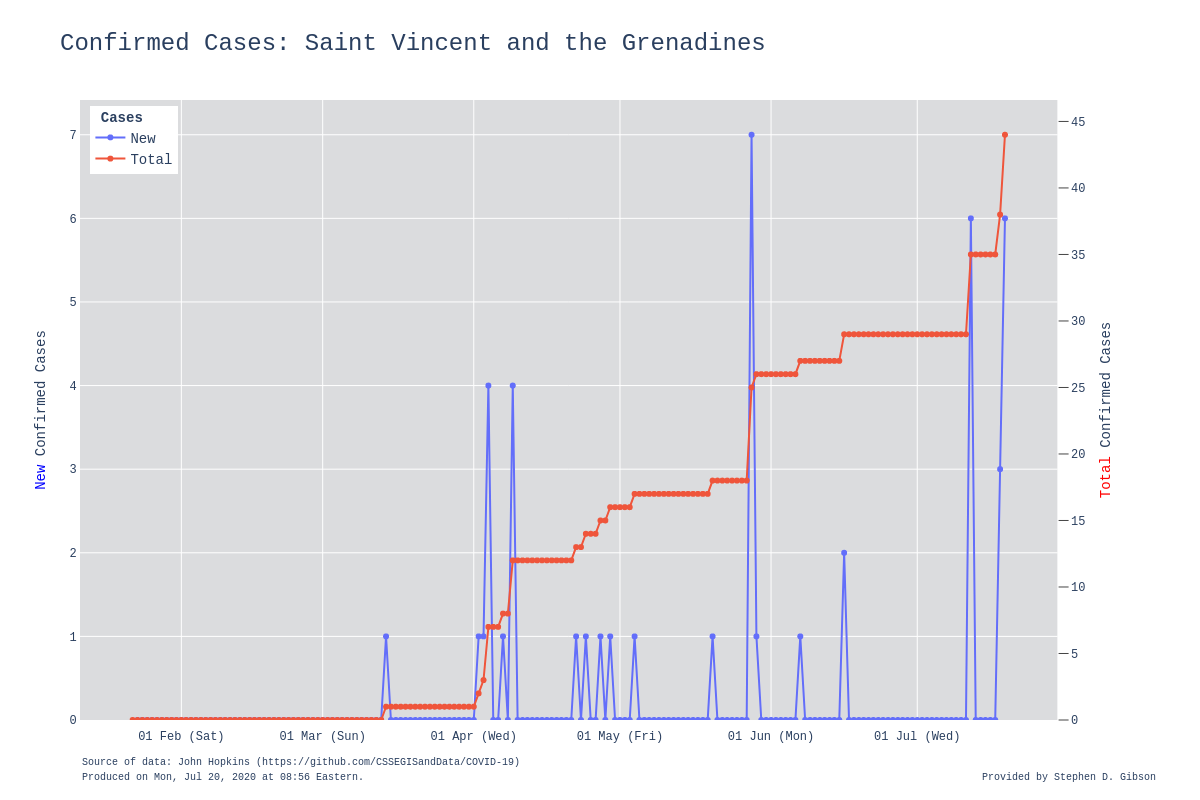 Confirmed Cases: Saint Vincent and the Grenadines
Cases
New
Total
7
6
5
4
3
2
1
0
New Confirmed Cases
45
40
35
30
25
20
15
10
5
0
Total Confirmed Cases
01 Feb (Sat) 01 Mar (Sun) 01 Apr (Wed) 01 May (Fri) 01 Jun (Mon) 01 Jul (Wed)
Source of data: John Hopkins (https://github.com/CSSEGISandData/COVID-19)
Produced on Mon, Jul 20, 2020 at 08:56 Eastern.
Provided by Stephen D. Gibson